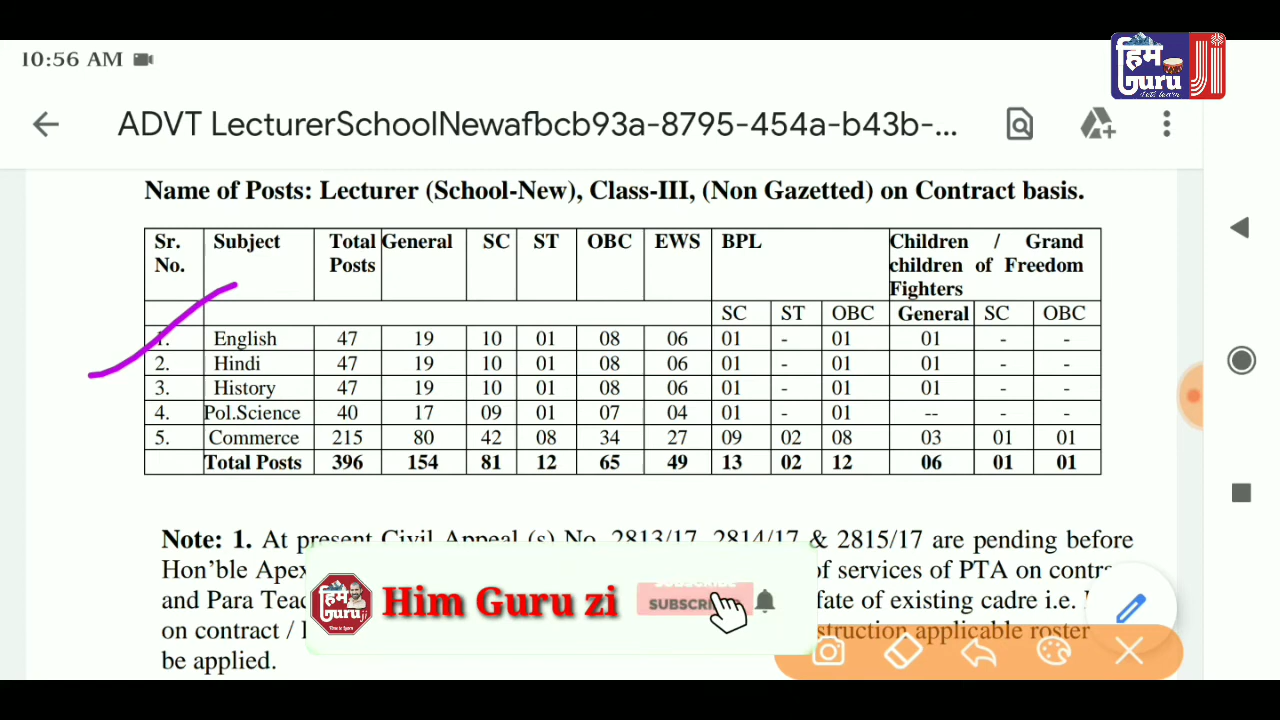 10:56 AM
हिम
Guru
Ji
Let's learn
ADVT LecturerSchoolNewafbcb93a-8795-454a-b43b-...
Name of Posts: Lecturer (School-New), Class-III, (Non Gazetted) on Contract basis.
Sr. No. Subject Total Posts General SC ST OBC EWS BPL Children / Grand children of Freedom Fighters
SC ST OBC General SC OBC
1. English 47 19 10 01 08 06 01 - 01 01 - -
2. Hindi 47 19 10 01 08 06 01 - 01 01 - -
3. History 47 19 10 01 08 06 01 - 01 01 - -
4. Pol.Science 40 17 09 01 07 04 01 - 01 -- - -
5. Commerce 215 80 42 08 34 27 09 02 08 03 01 01
Total Posts 396 154 81 12 65 49 13 02 12 06 01 01
Note: 1. At present Civil Appeal (s) No. 2813/17, 2814/17 & 2815/17 are pending before
Hon'ble Apex of services of PTA on contr
and Para Teac fate of existing cadre i.e.
on contract / struction applicable roster
be applied.
हिम
Guru
Him Guru zi
SUBSCRIBE